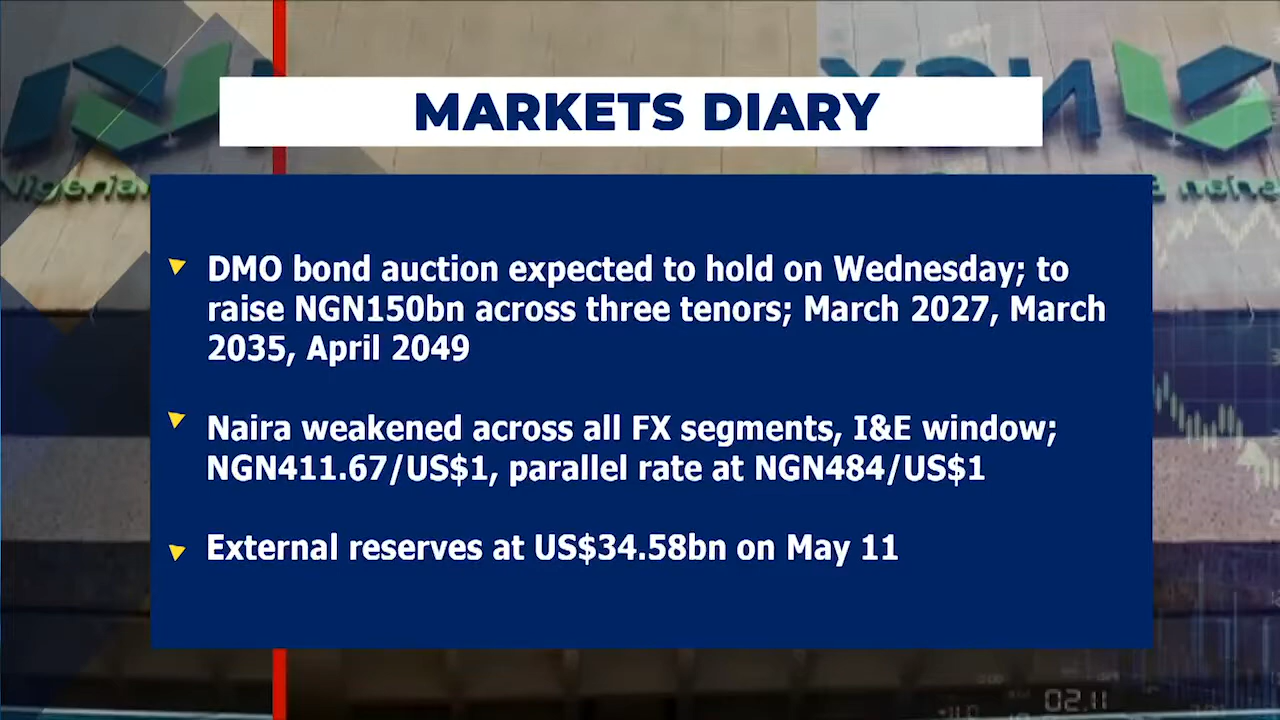 MARKETS DIARY
DMO bond auction expected to hold on Wednesday; to
raise NGN150bn across three tenors; March 2027, March
2035, April 2049
Naira weakened across all FX segments, I&E window;
NGN411.67/US$1, parallel rate at NGN484/US$1
External reserves at US$34.58bn on May 11
02.11